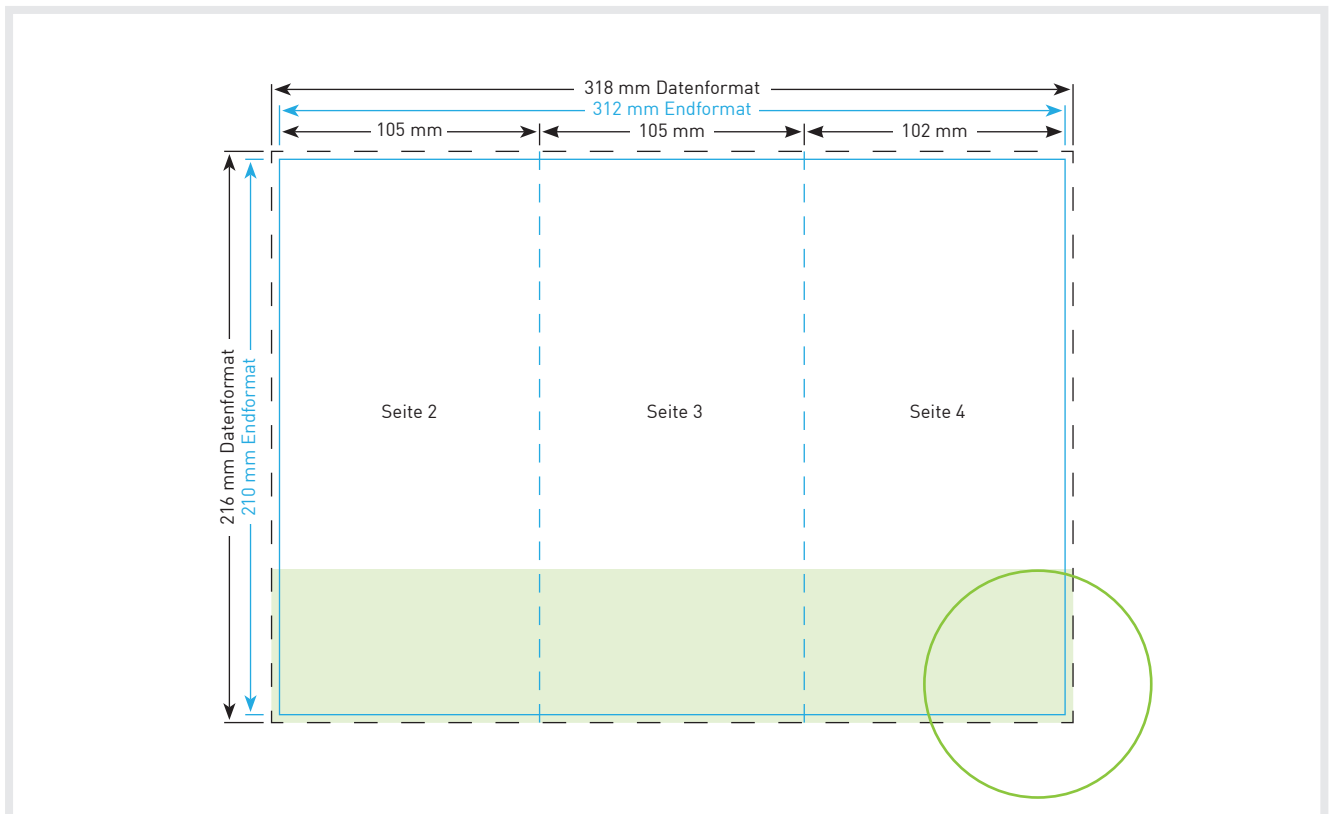 318 mm Datenformat
312 mm Endformat
105 mm
105 mm
102 mm
216 mm Datenformat
210 mm Endformat
Seite 2
Seite 3
Seite 4